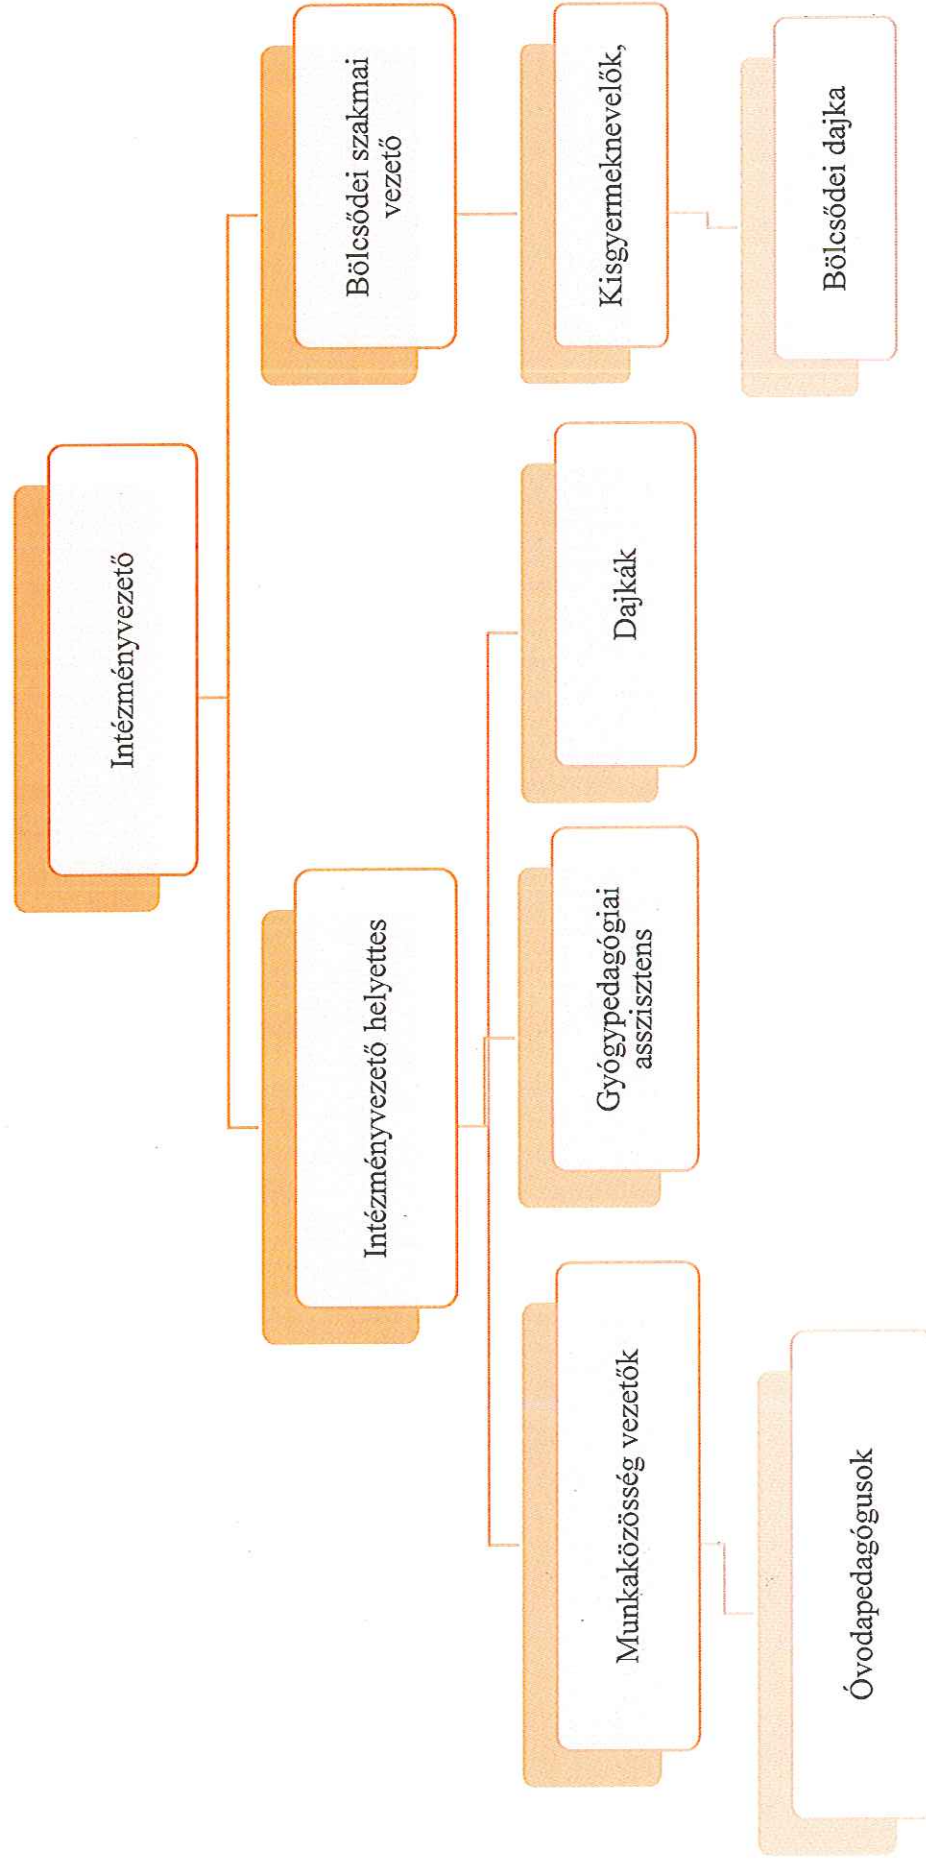 Intézményvezető
Intézményvezető helyettes
Bölcsődei szakmai
vezető
Munkaközösség vezetők
Gyógypedagógiai
asszisztens
Dajkák
Kisgyermeknevelők,
Óvodapedagógusok
Bölcsődei dajka